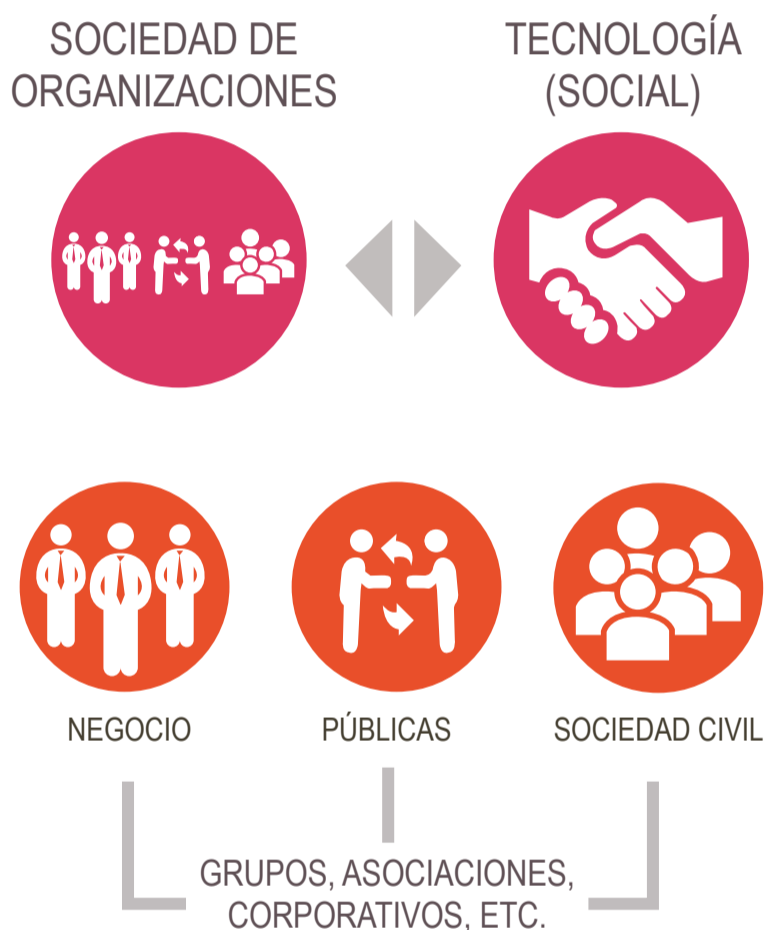 SOCIEDAD DE
ORGANIZACIONES
TECNOLOGÍA
(SOCIAL)
NEGOCIO
PÚBLICAS
SOCIEDAD CIVIL
GRUPOS, ASOCIACIONES,
CORPORATIVOS, ETC.